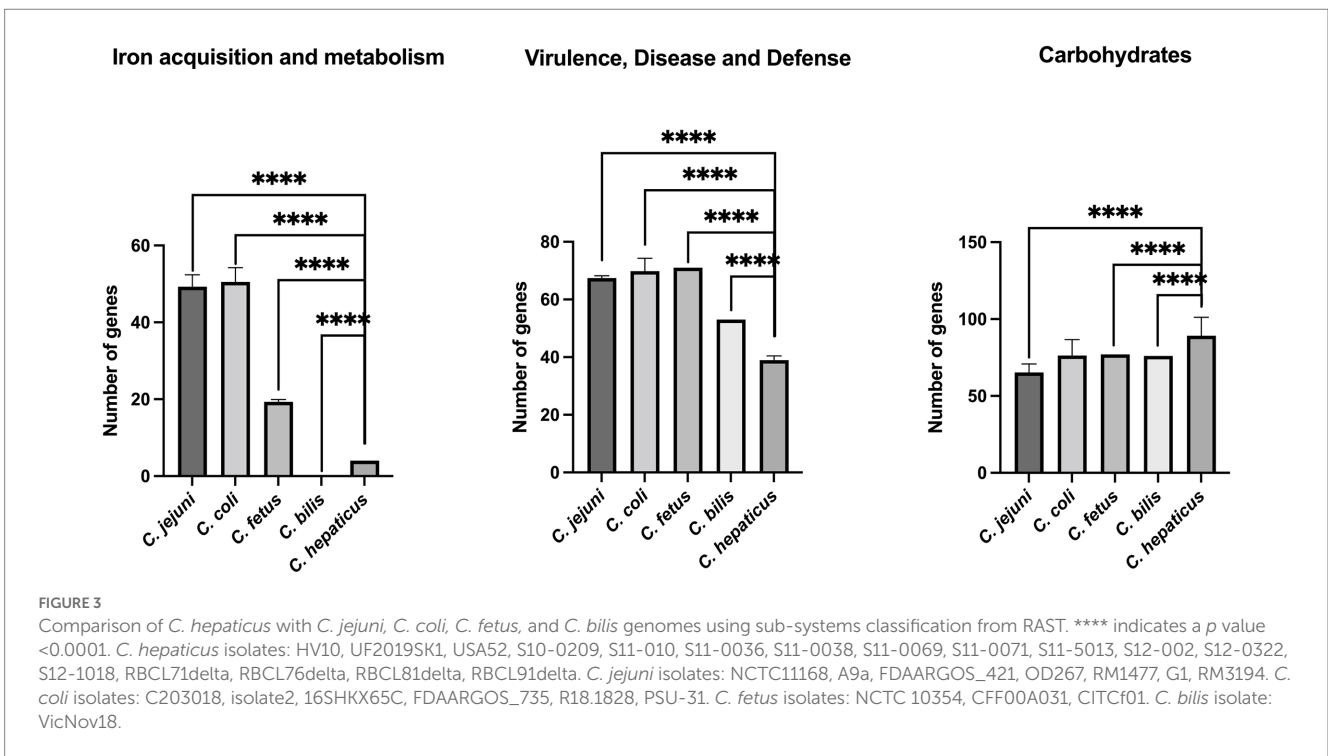 Iron acquisition and metabolism
****
****
****
****
60
40
20
0
Number of genes
C. jejuni
C. coli
C. fetus
C. bilis
C. hepaticus
Virulence, Disease and Defense
****
****
****
****
80
60
40
20
0
Number of genes
C. jejuni
C. coli
C. fetus
C. bilis
C. hepaticus
Carbohydrates
****
****
****
150
100
50
0
Number of genes
C. jejuni
C. coli
C. fetus
C. bilis
C. hepaticus
FIGURE 3
Comparison of C. hepaticus with C. jejuni, C. coli, C. fetus, and C. bilis genomes using sub-systems classification from RAST. **** indicates a p value
<0.0001. C. hepaticus isolates: HV10, UF2019SK1, USA52, S10-0209, S11-010, S11-0036, S11-0038, S11-0069, S11-0071, S11-5013, S12-002, S12-0322,
S12-1018, RBCL71delta, RBCL76delta, RBCL81delta, RBCL91delta. C. jejuni isolates: NCTC11168, A9a, FDAARGOS_421, OD267, RM1477, G1, RM3194. C.
coli isolates: C203018, isolate2, 16SHKX65C, FDAARGOS_735, R18.1828, PSU-31. C. fetus isolates: NCTC 10354, CFF00A031, CITCf01. C. bilis isolate:
VicNov18.